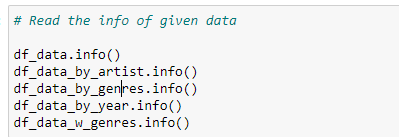 # Read the info of given data
df_data.info()
df_data_by_artist.info()
df_data_by_genres.info()
df_data_by_year.info()
df_data_w_genres.info()